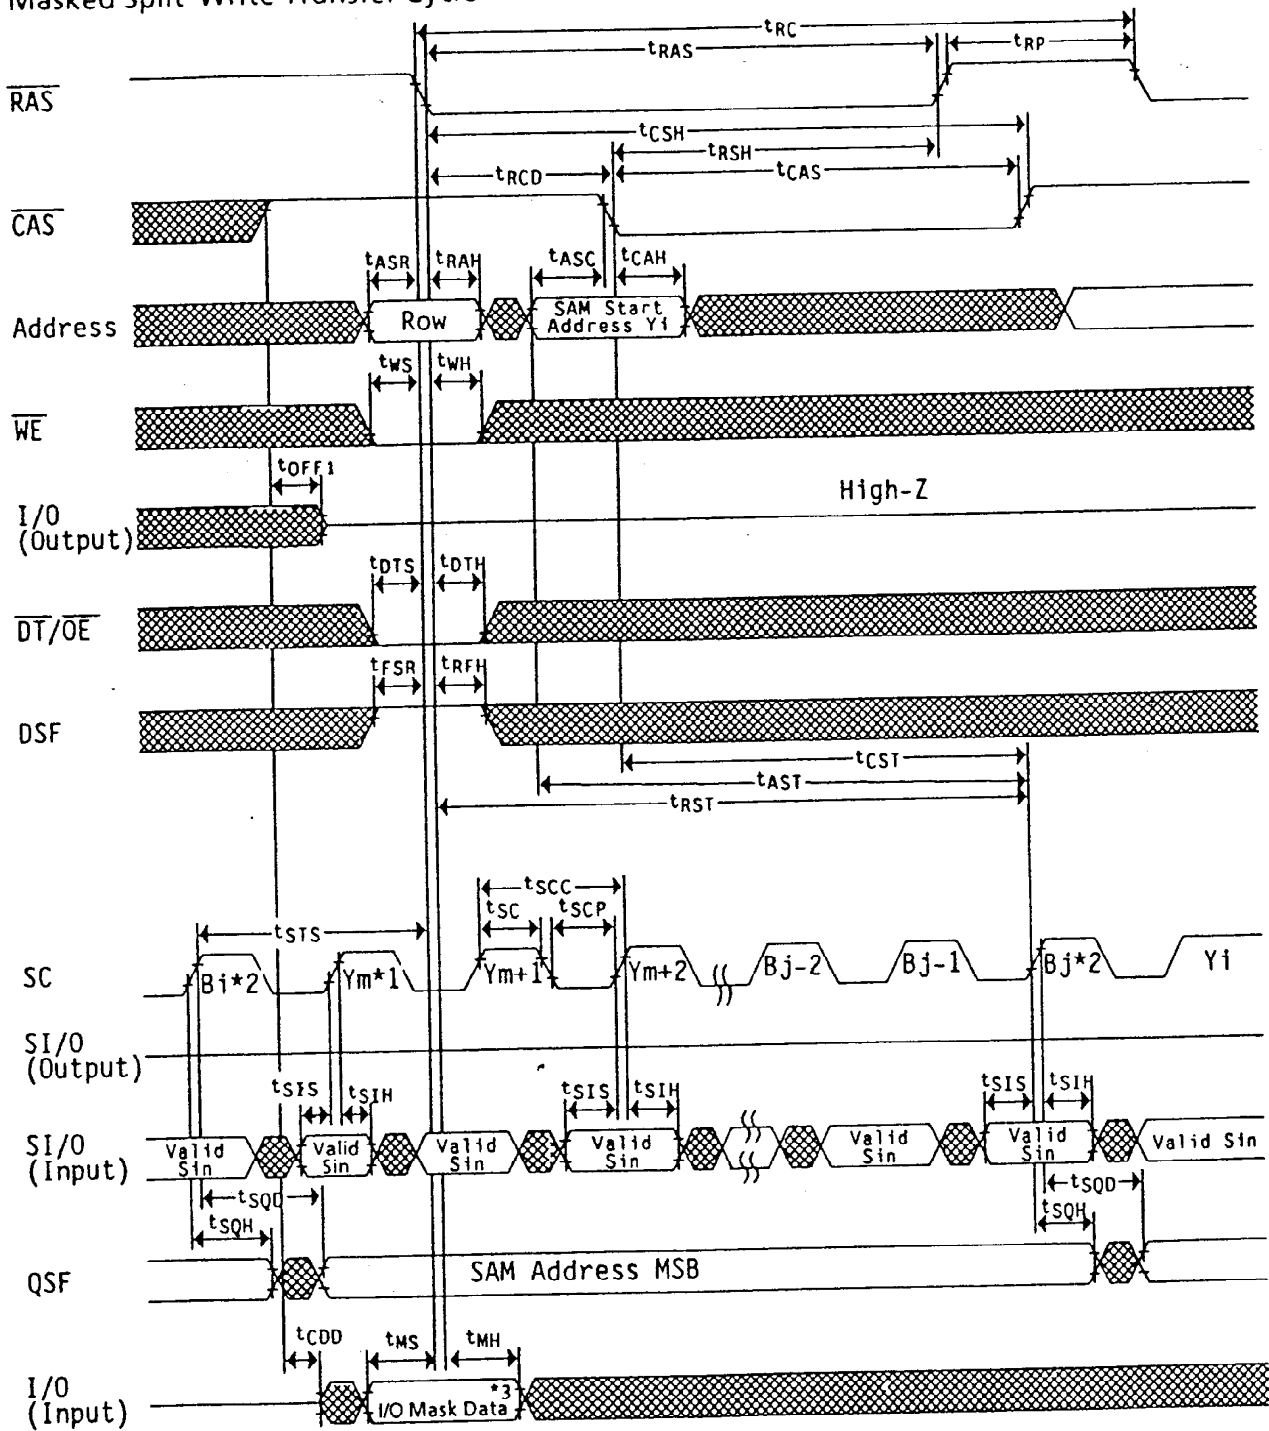 Masked Split Write Transfer Cycle
tRC
tRAS
tRP
RAS
tCSH
tRSH
tRCD
tCAS
CAS
tASR
tRAH
tASC
tCAH
Address
Row
SAM Start
Address Yi
tWS
tWH
WE
tOFF1
High-Z
I/O
(Output)
tDTS
tDTH
DT/OE
tFSR
tRFH
DSF
tCST
tAST
tRST
tSCC
tSC
tSCP
tSTS
SC
Bi*2
Ym*1
Ym+1
Ym+2
Bj-2
Bj-1
Bj*2
Yi
SI/O
(Output)
tSIS
tSIH
tSIS
tSIH
tSIS
tSIH
SI/O
(Input)
Valid
Sin
Valid
Sin
Valid
Sin
Valid
Sin
Valid
Sin
Valid
Sin
Valid Sin
tSQD
tSQH
tSQD
tSQH
QSF
SAM Address MSB
tCDD
tMS
tMH
I/O
(Input)
*3
I/O Mask Data